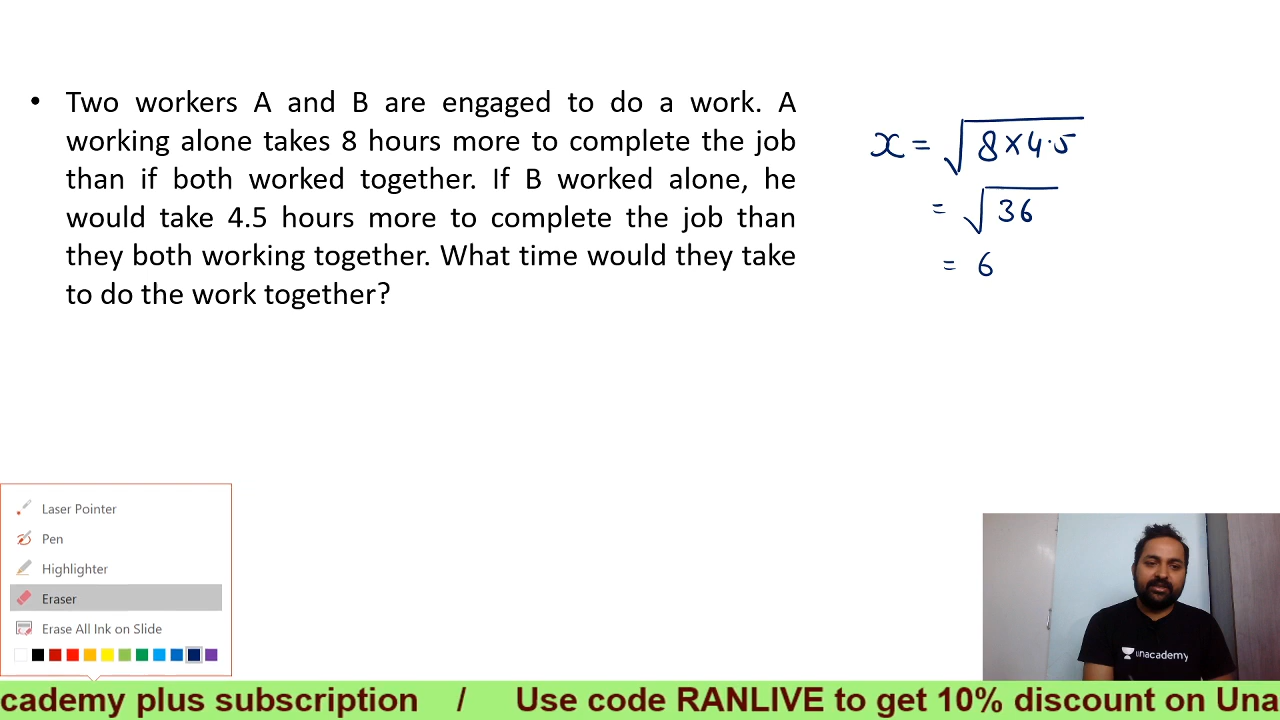 • Two workers A and B are engaged to do a work. A
working alone takes 8 hours more to complete the job
than if both worked together. If B worked alone, he
would take 4.5 hours more to complete the job than
they both working together. What time would they take
to do the work together?
x = √8×4.5
= √36
= 6
Laser Pointer
Pen
Highlighter
Eraser
Erase All Ink on Slide
unacademy
cademy plus subscription / Use code RANLIVE to get 10% discount on Una